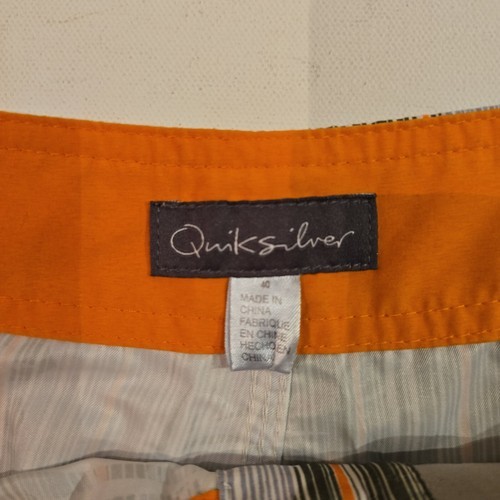 Quiksilver
40
MADE IN
CHINA
FABRIQUE
EN CHINE
HECHO EN
CHINA